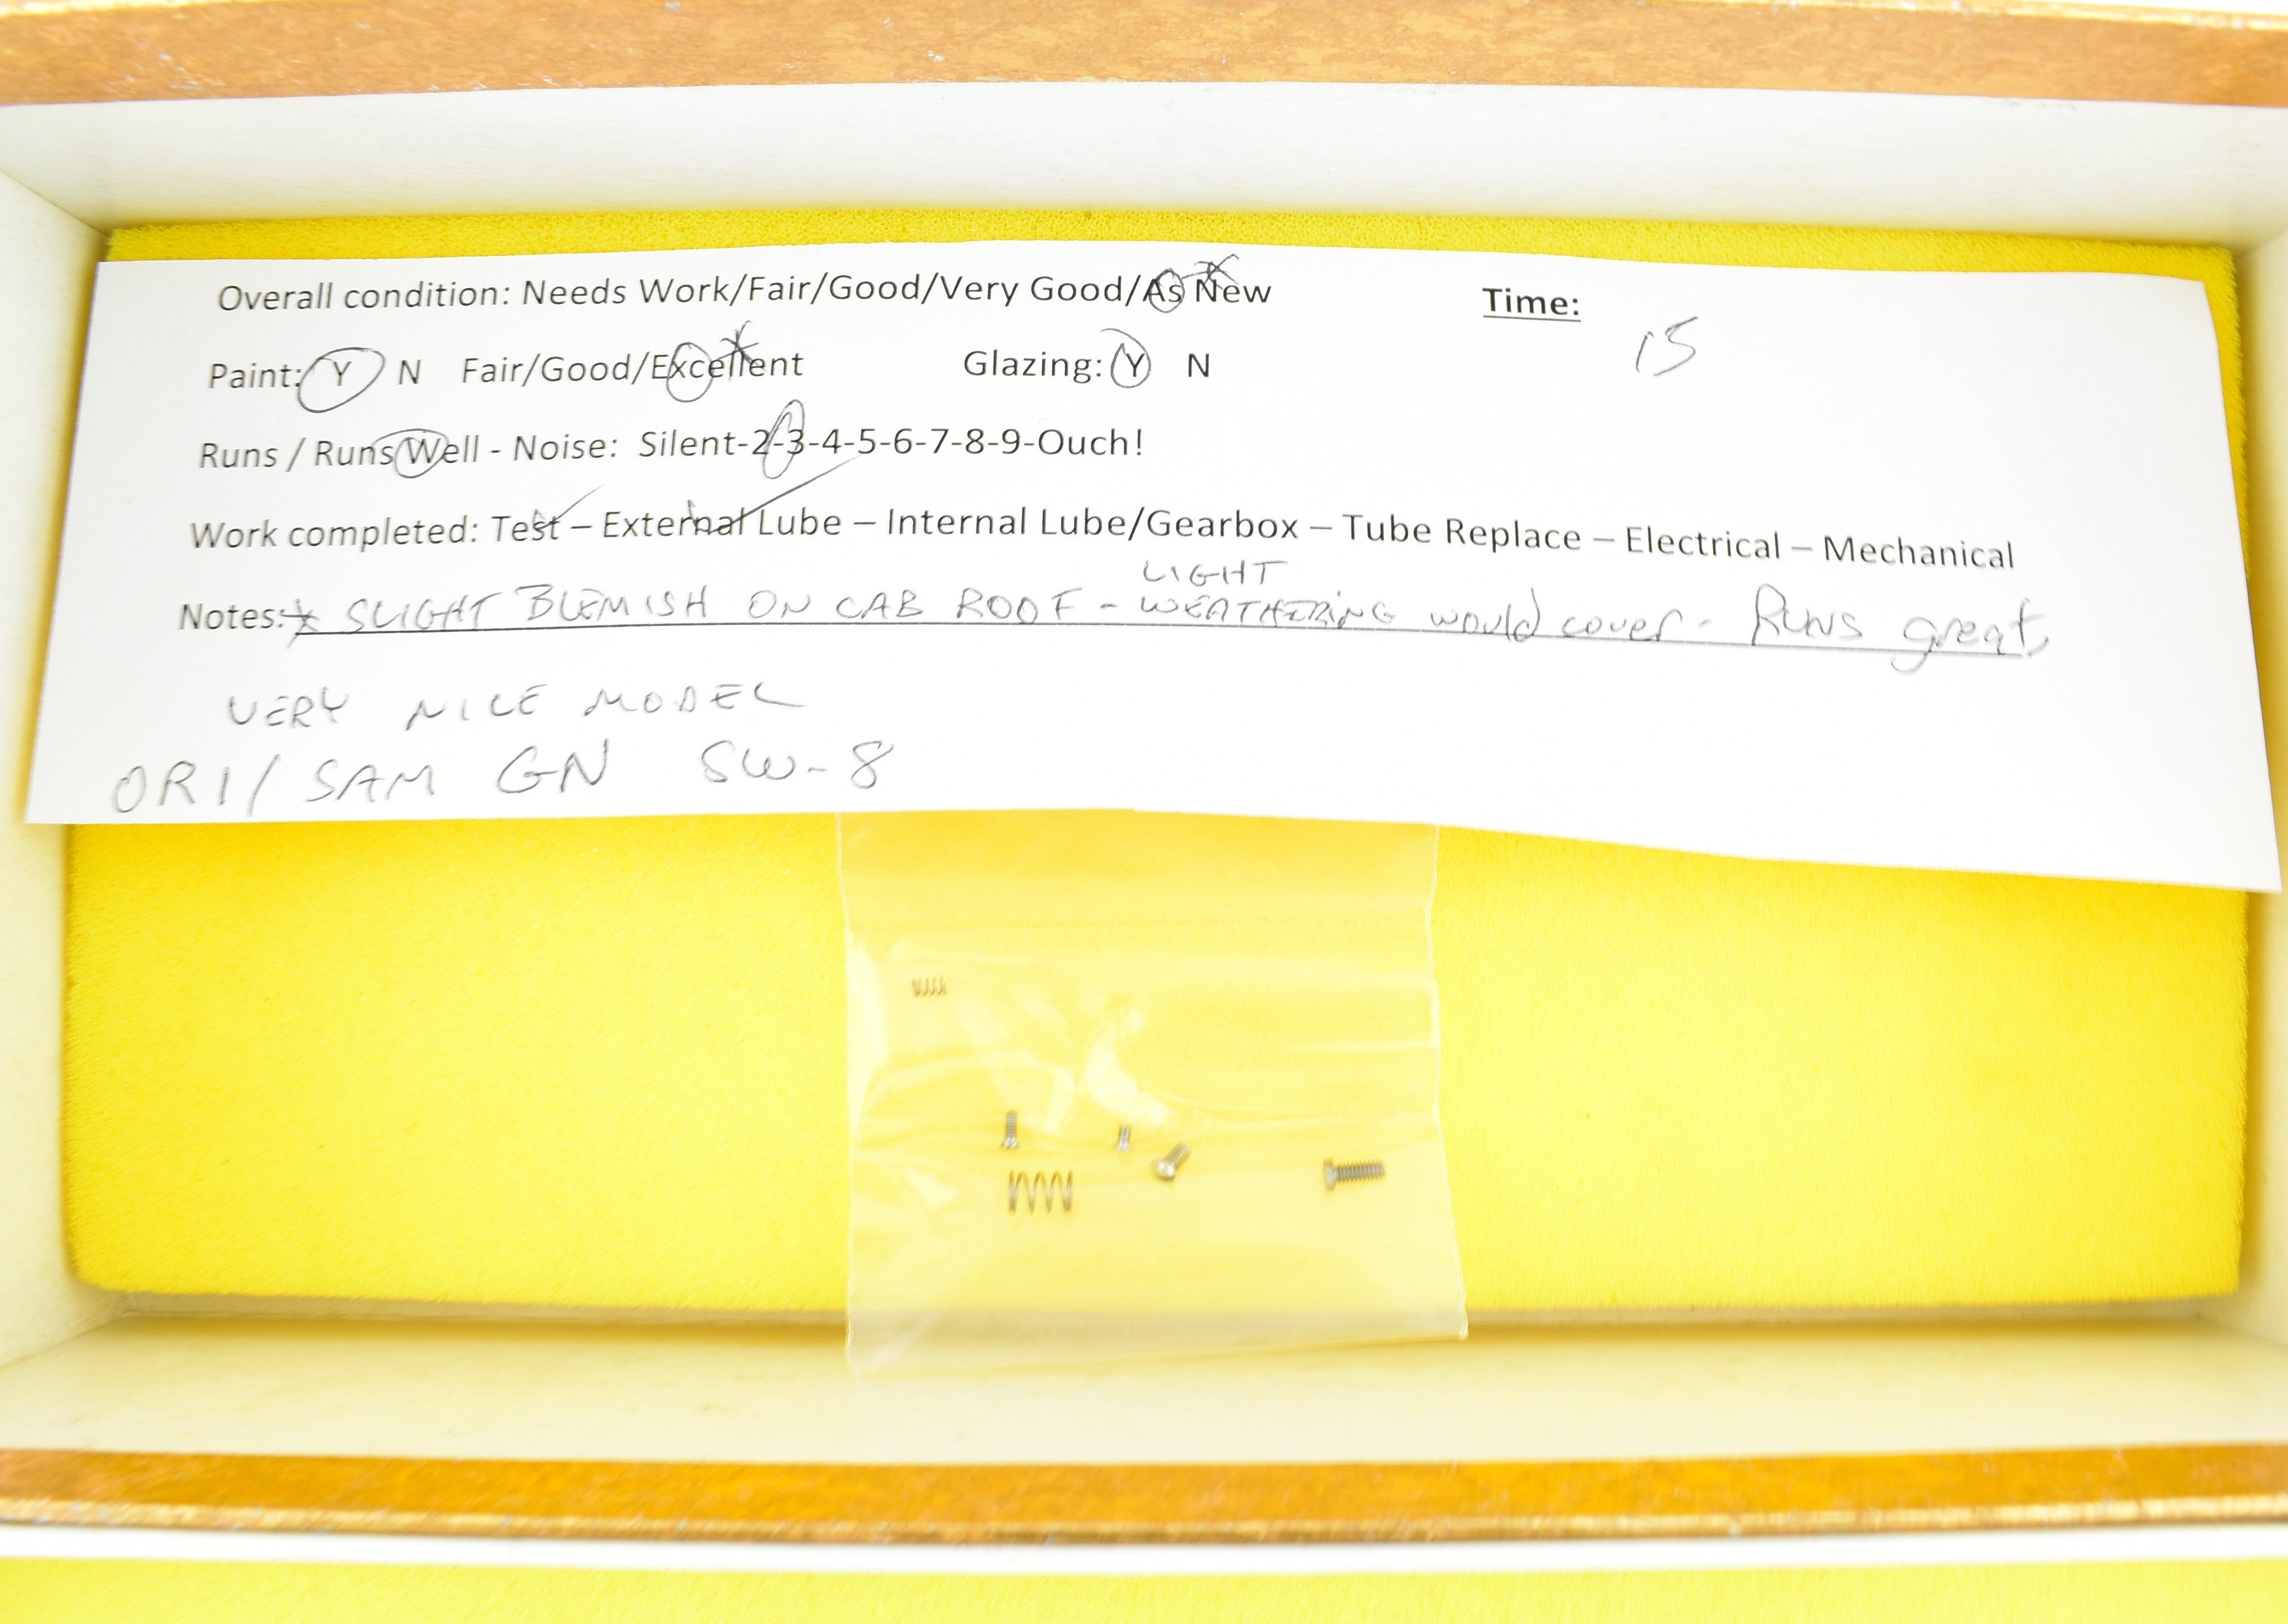 Overall condition: Needs Work/Fair/Good/Very Good/As New Time:
15
Paint: Y N Fair/Good/Excellent Glazing: Y N
Runs / Runs Well - Noise: Silent-2-3-4-5-6-7-8-9-Ouch!
Work completed: Test – External Lube – Internal Lube/Gearbox – Tube Replace – Electrical – Mechanical
LIGHT
Notes: * SLIGHT BLEMISH ON CAB ROOF - WEATHERING would cover - Runs great
VERY NICE MODEL
ORI/SAM GN SW-8